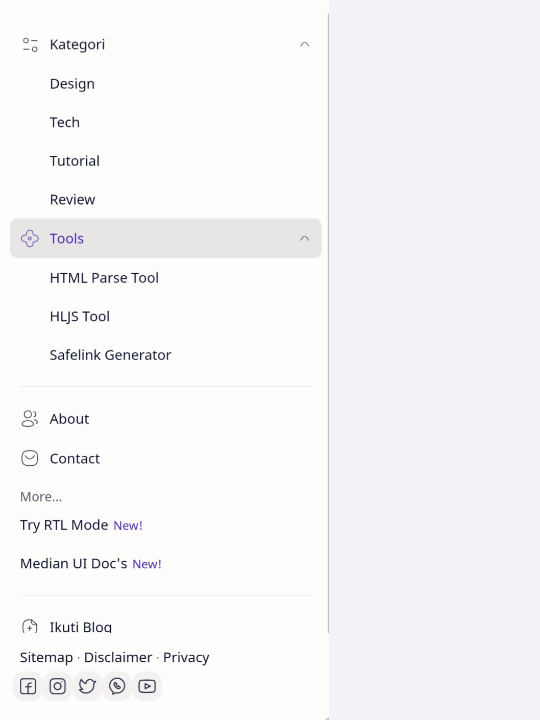 Kategori
Design
Tech
Tutorial
Review
Tools
HTML Parse Tool
HLJS Tool
Safelink Generator
About
Contact
More...
Try RTL Mode New!
Median UI Doc's New!
Ikuti Blog
Sitemap · Disclaimer · Privacy